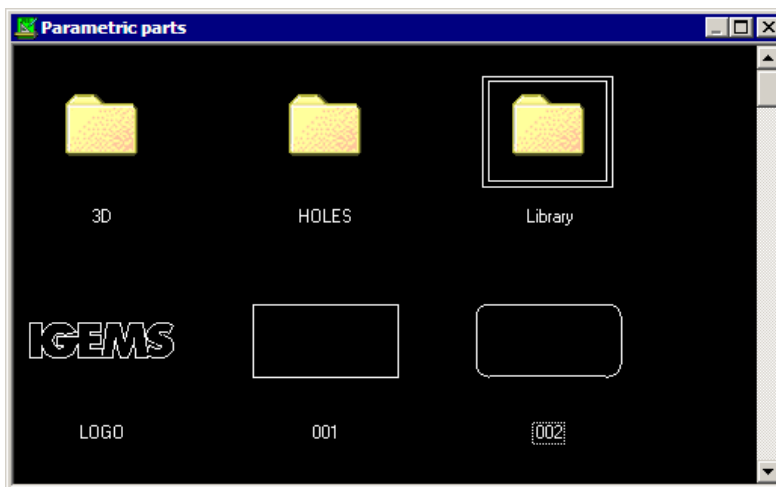 Parametric parts
3D
HOLES
Library
IGEMS
LOGO
001
002